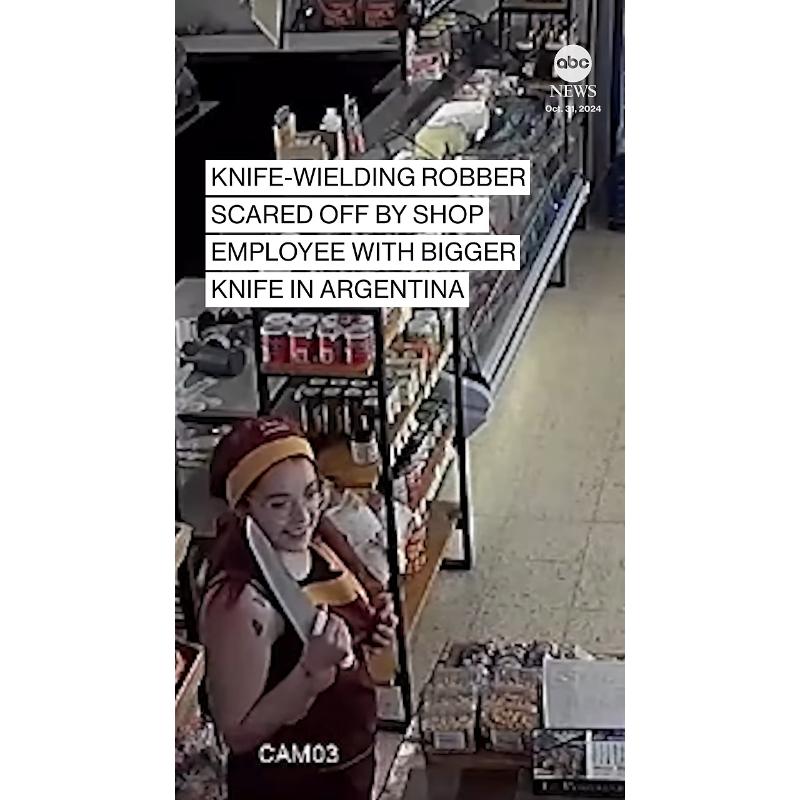 abc
NEWS
Oct. 31, 2024
KNIFE-WIELDING ROBBER
SCARED OFF BY SHOP
EMPLOYEE WITH BIGGER
KNIFE IN ARGENTINA
CAM03